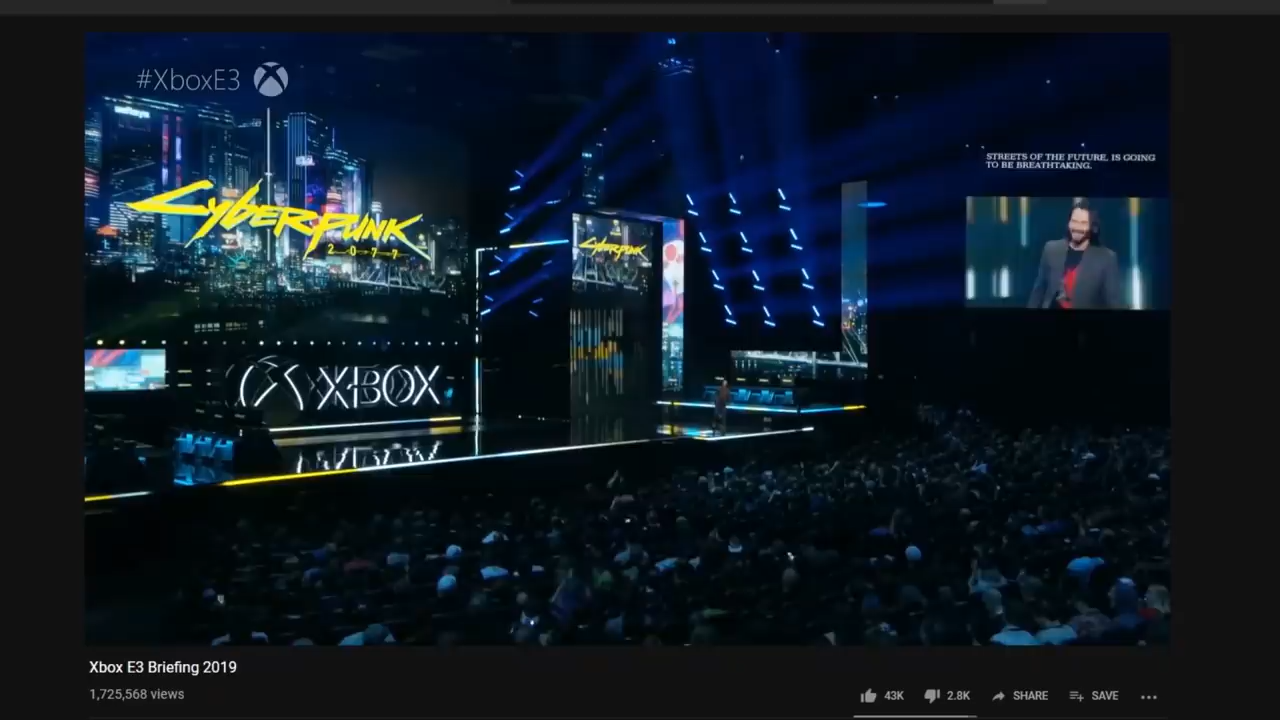 #XboxE3
CYBERPUNK
2077
CYBERPUNK
STREETS OF THE FUTURE, IS GOING
TO BE BREATHTAKING.
XBOX
Xbox E3 Briefing 2019
1,725,568 views
43K
2.8K
SHARE
SAVE